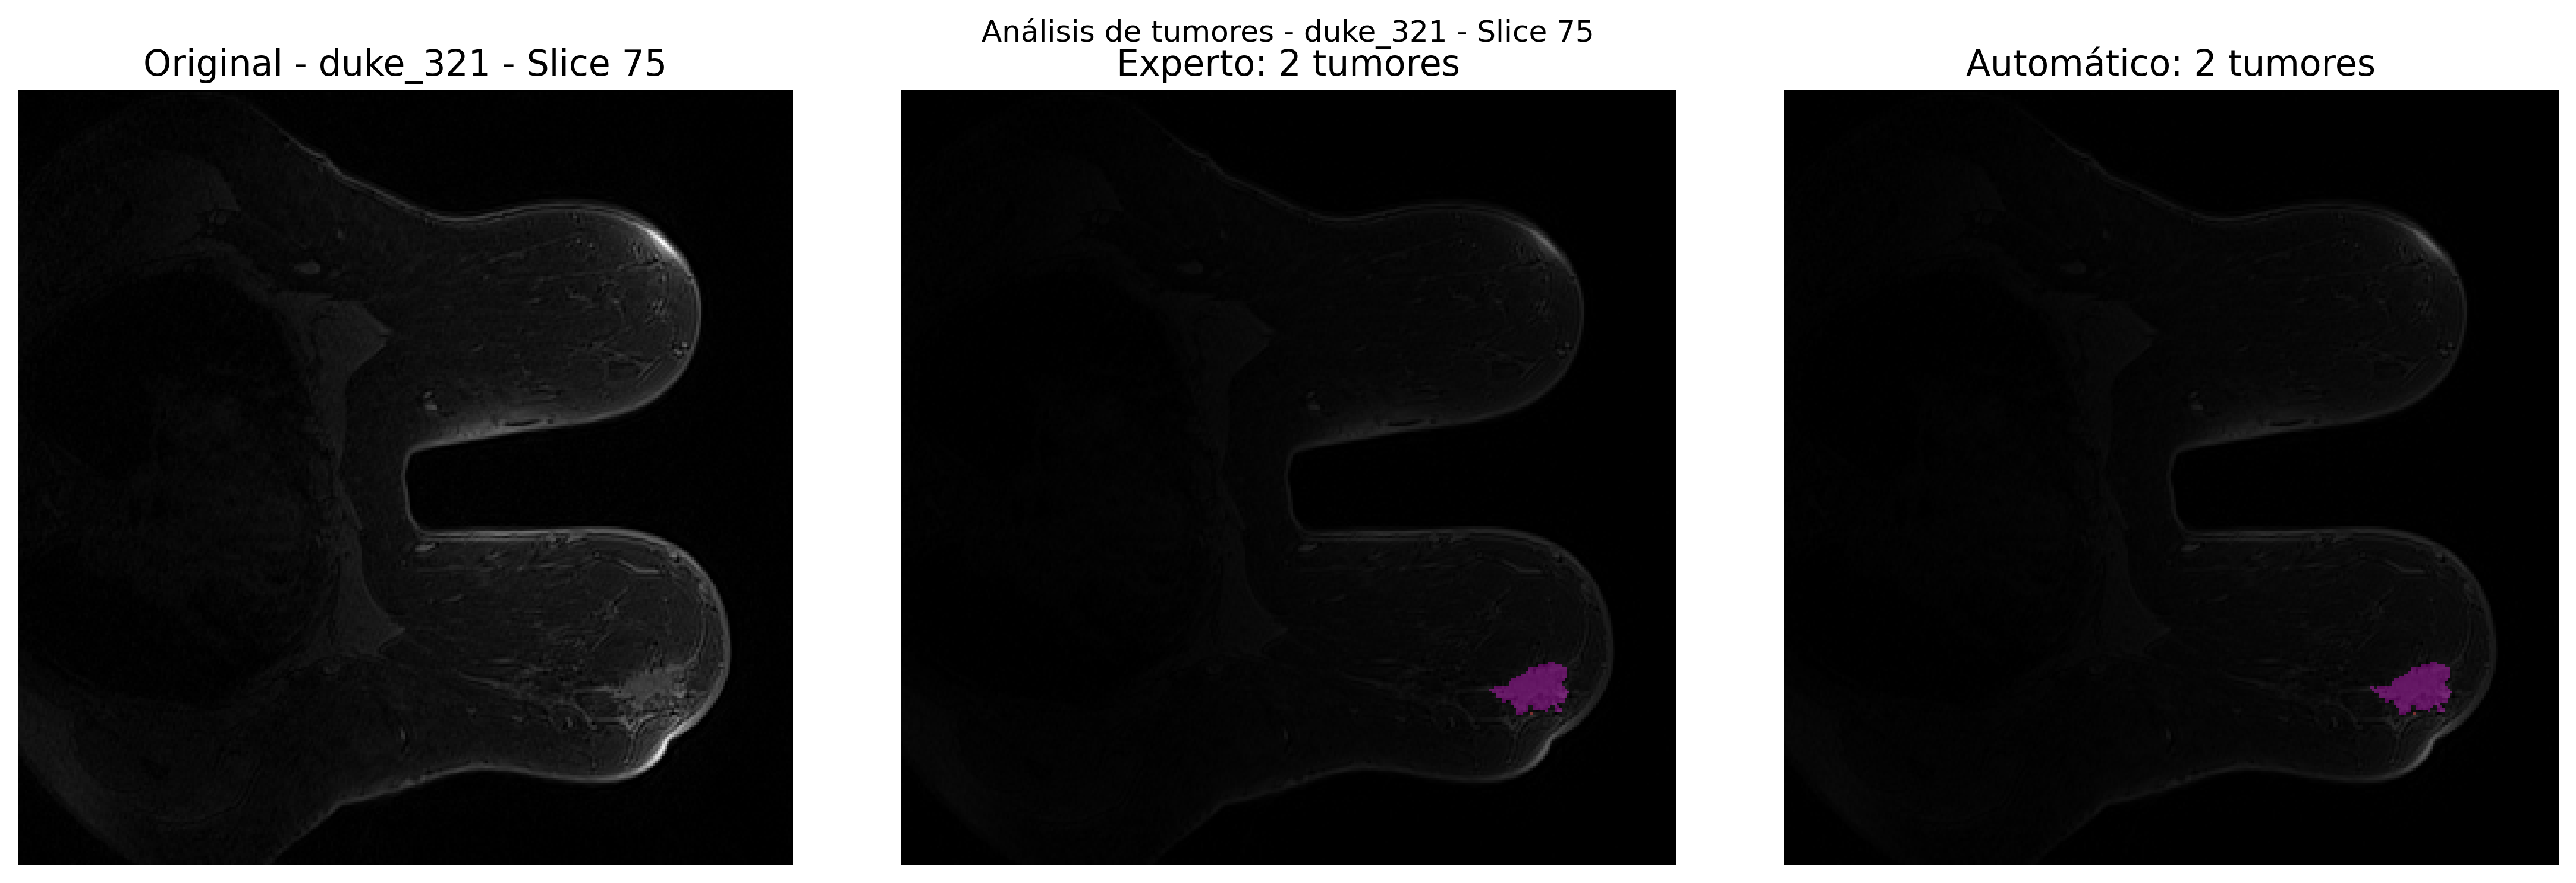 Análisis de tumores - duke_321 - Slice 75
Original - duke_321 - Slice 75
Experto: 2 tumores
Automático: 2 tumores